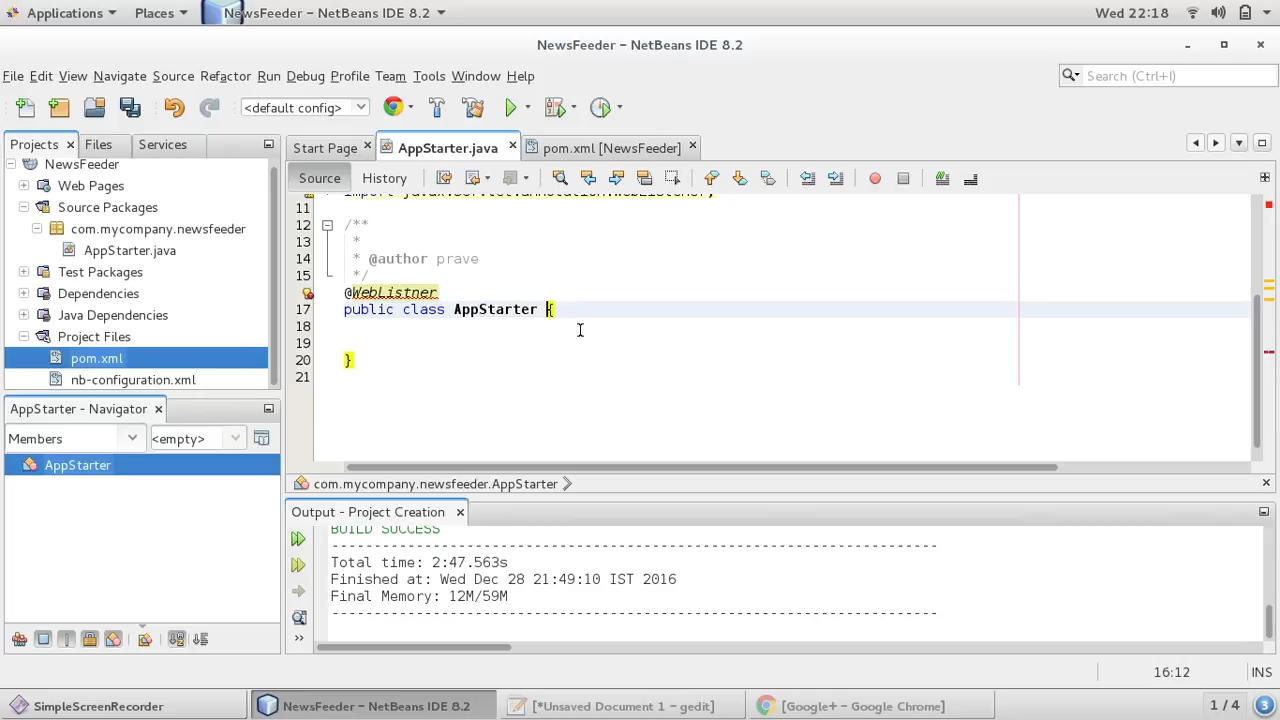 Applications Places NewsFeeder – NetBeans IDE 8.2 Wed 22:18
NewsFeeder – NetBeans IDE 8.2
File Edit View Navigate Source Refactor Run Debug Profile Team Tools Window Help Search (Ctrl+I)
<default config>
Projects Files Services Start Page AppStarter.java pom.xml [NewsFeeder]
NewsFeeder
Web Pages
Source Packages
com.mycompany.newsfeeder
AppStarter.java
Test Packages
Dependencies
Java Dependencies
Project Files
pom.xml
nb-configuration.xml
Source History
import javax.servlet.annotation.WebListener;
11
12 /**
13 *
14 * @author prave
15 */
@WebListner
17 public class AppStarter {
18
19
20 }
21
AppStarter - Navigator
Members <empty>
AppStarter
com.mycompany.newsfeeder.AppStarter
Output - Project Creation
BUILD SUCCESS
------------------------------------------------------------------------
Total time: 2:47.563s
Finished at: Wed Dec 28 21:49:10 IST 2016
Final Memory: 12M/59M
------------------------------------------------------------------------
16:12 INS
SimpleScreenRecorder NewsFeeder – NetBeans IDE 8.2 [*Unsaved Document 1 – gedit] [Google+ – Google Chrome] 1 / 4 3